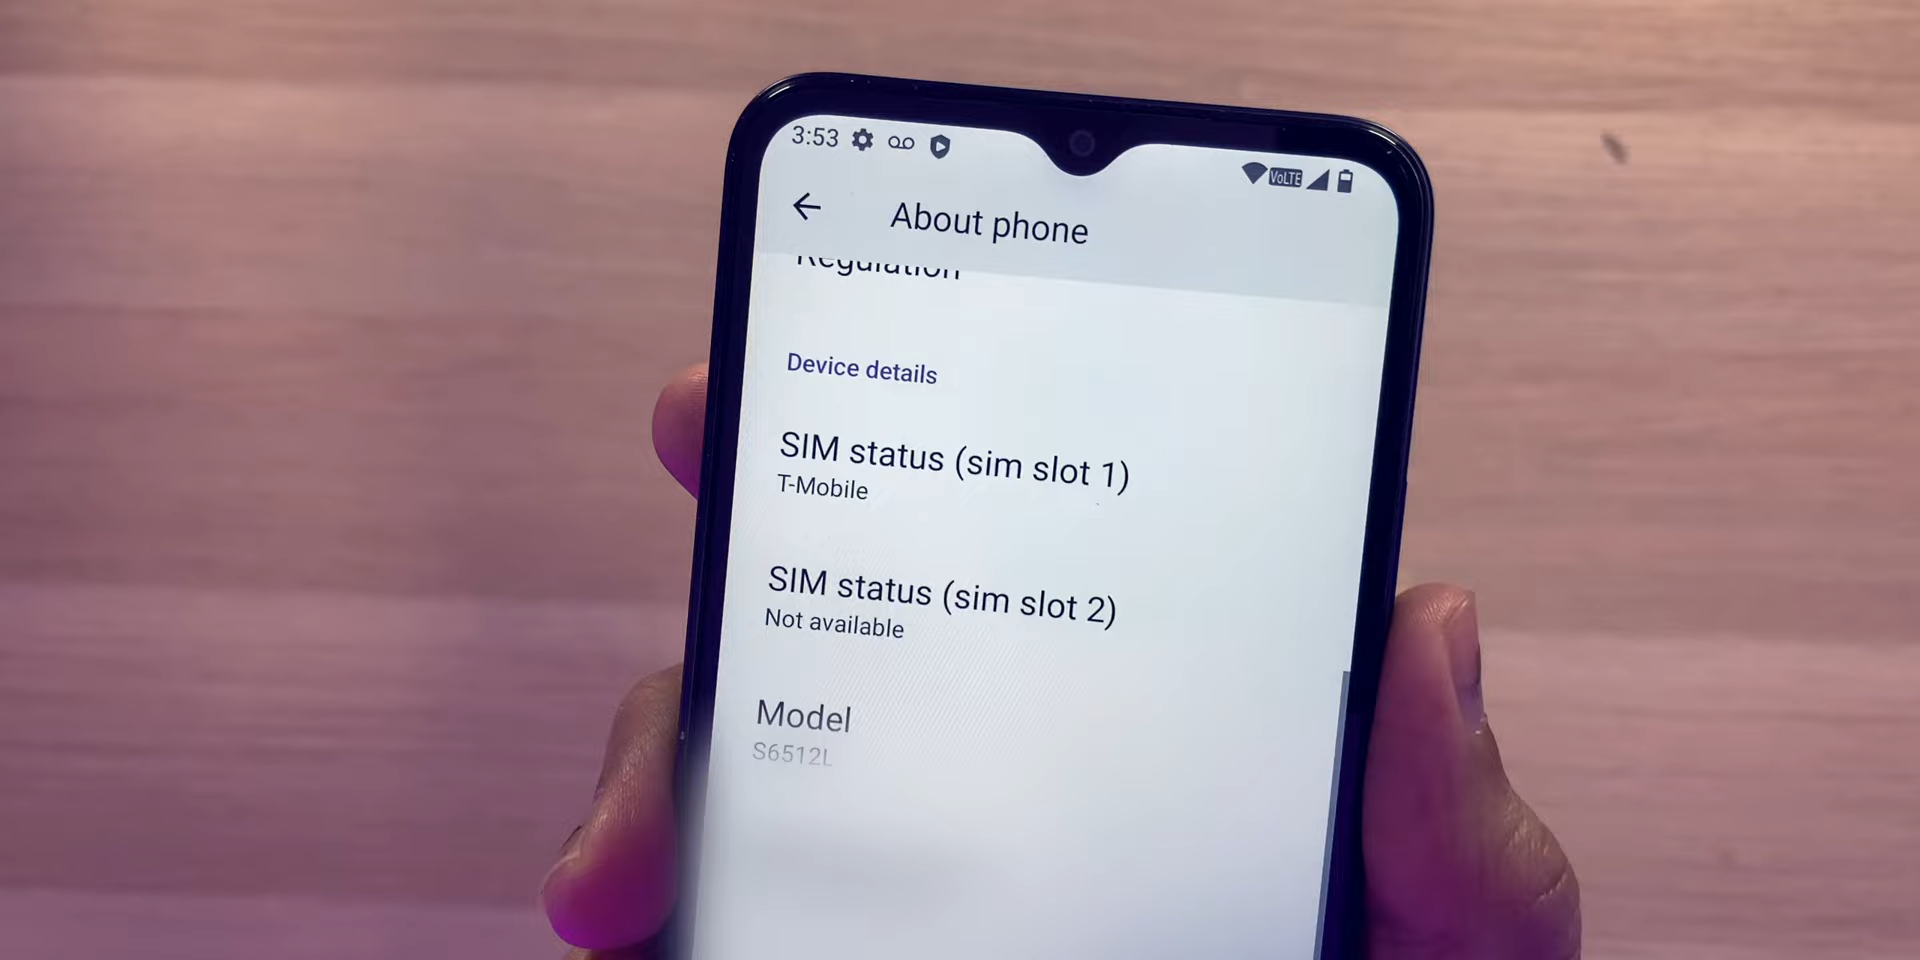 3:53
VoLTE
About phone
Regulation
Device details
SIM status (sim slot 1)
T-Mobile
SIM status (sim slot 2)
Not available
Model
S6512L